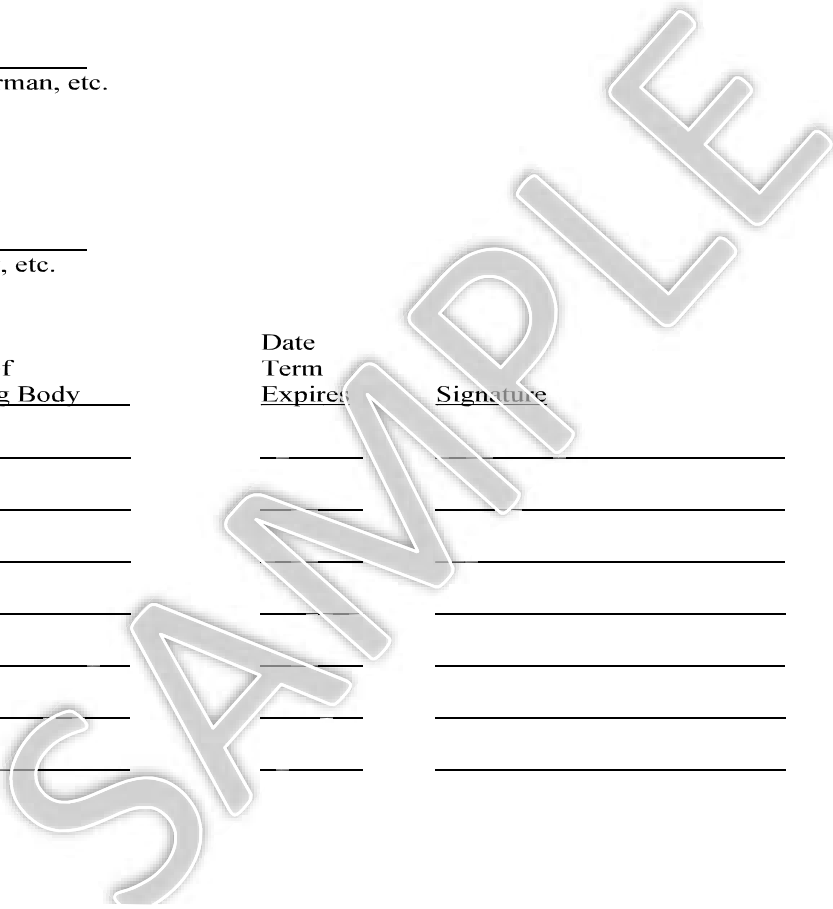 rman, etc.
, etc.
Date
f Term
g Body Expires Signature
SAMPLE